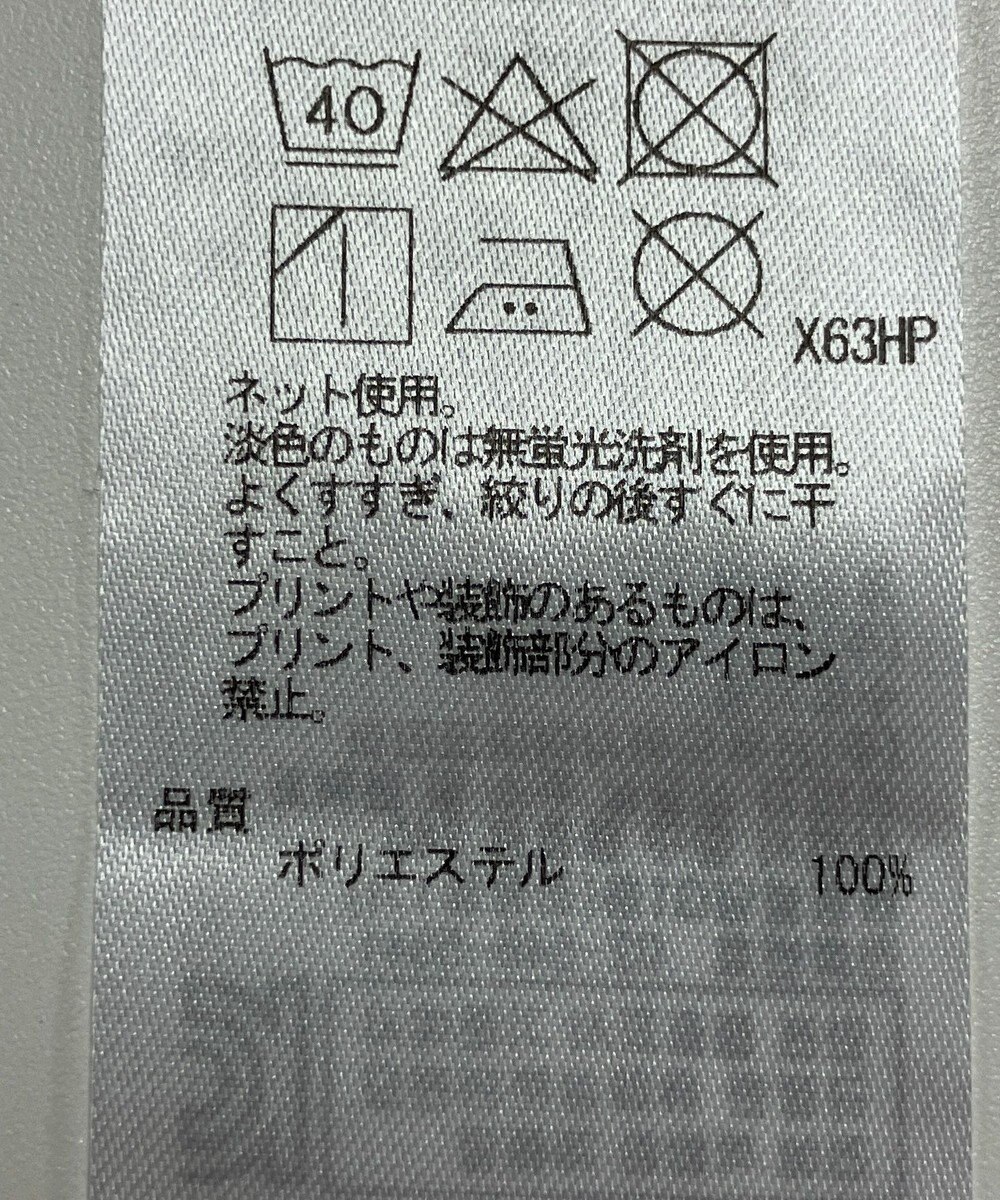 40
X63HP
ネット使用。
淡色のものは無蛍光洗剤を使用。
よくすすぎ、絞りの後すぐに干
すこと。
プリントや装飾のあるものは、
プリント、装飾部分のアイロン
禁止。
品質
ポリエステル 100%